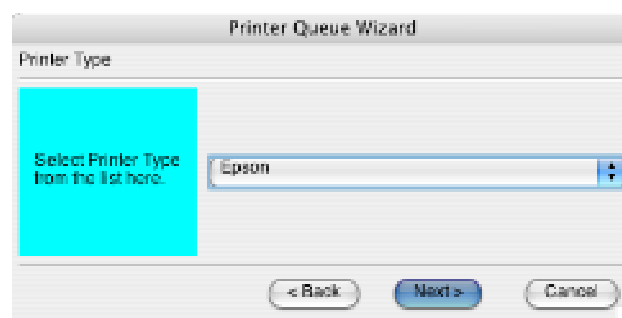 Printer Queue Wizard
Printer Type
Select Printer Type
from the list here.
Epson
< Back
Next >
Cancel